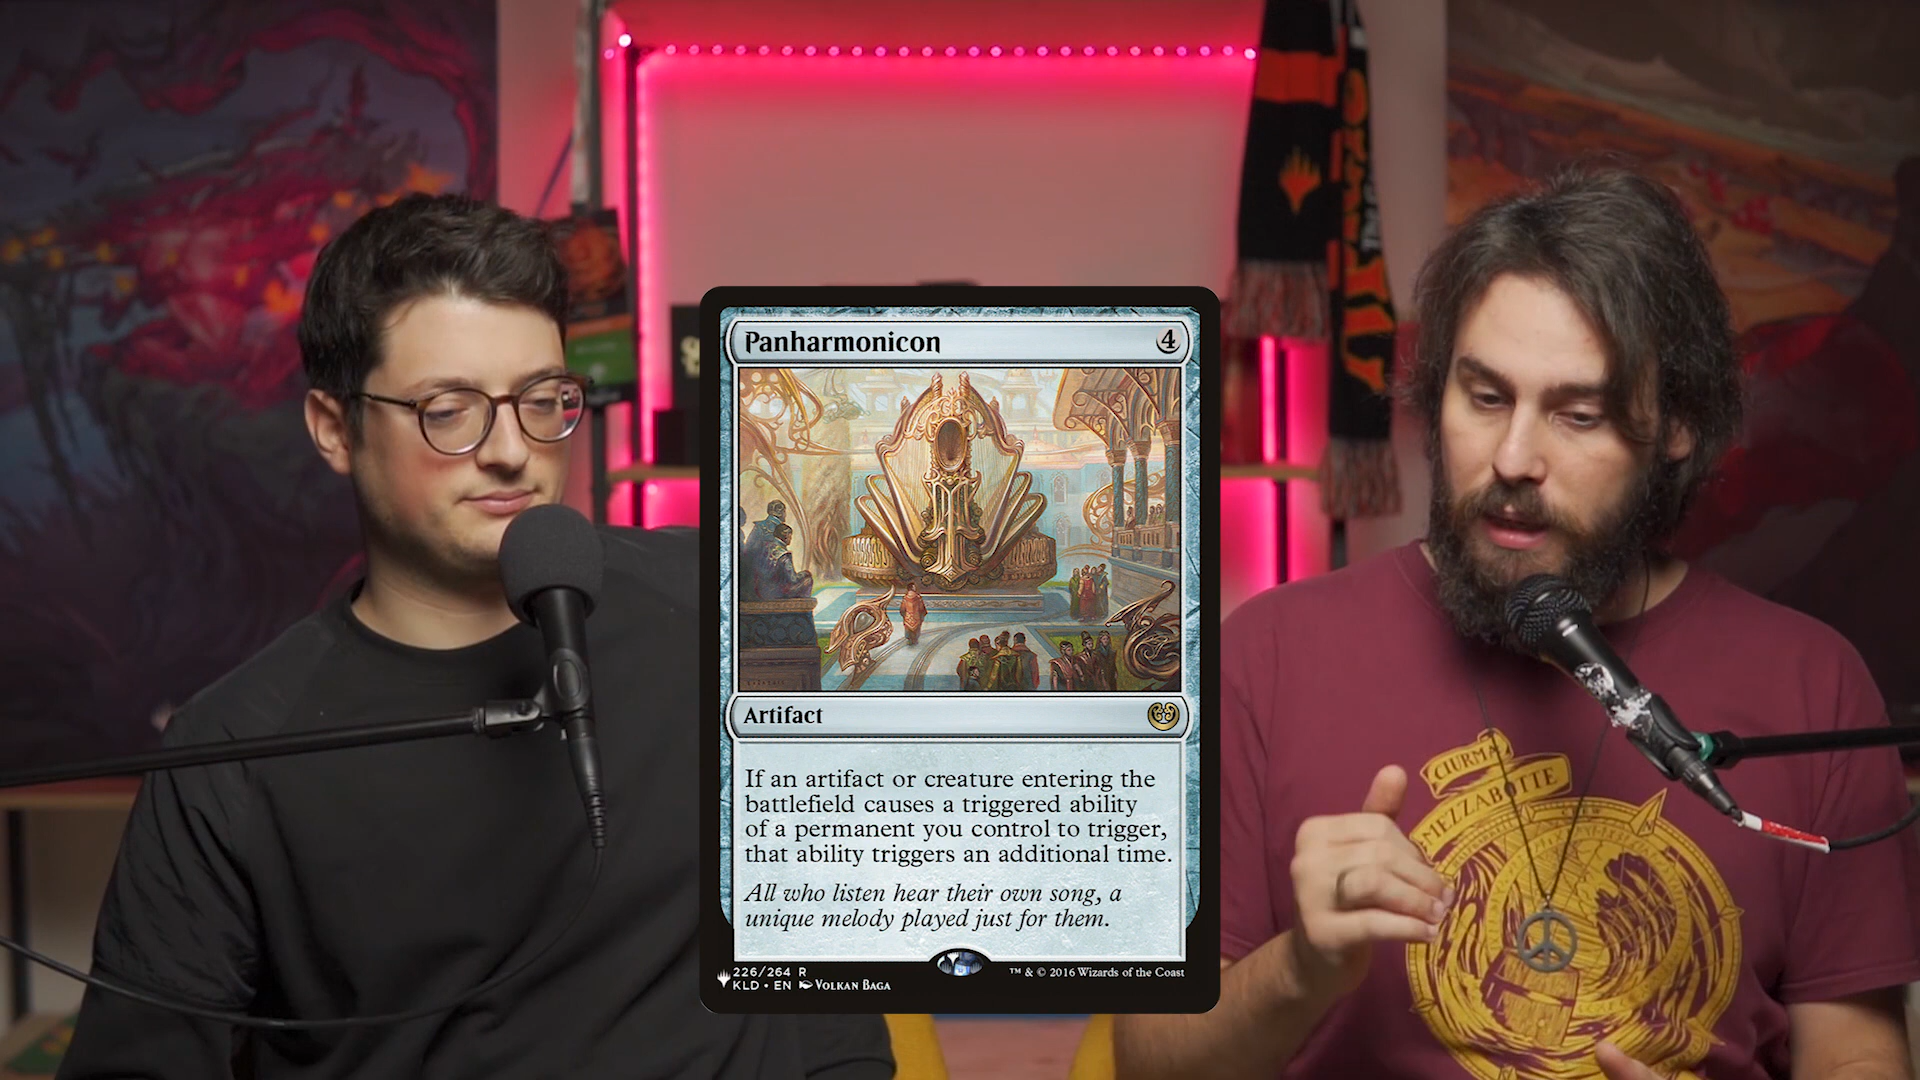 Panharmonicon
4
Artifact
If an artifact or creature entering the
battlefield causes a triggered ability
of a permanent you control to trigger,
that ability triggers an additional time.
All who listen hear their own song, a
unique melody played just for them.
226/264 R
KLD • EN Volkan Baga
™ & © 2016 Wizards of the Coast
CIURMA
MEZZABOTTE